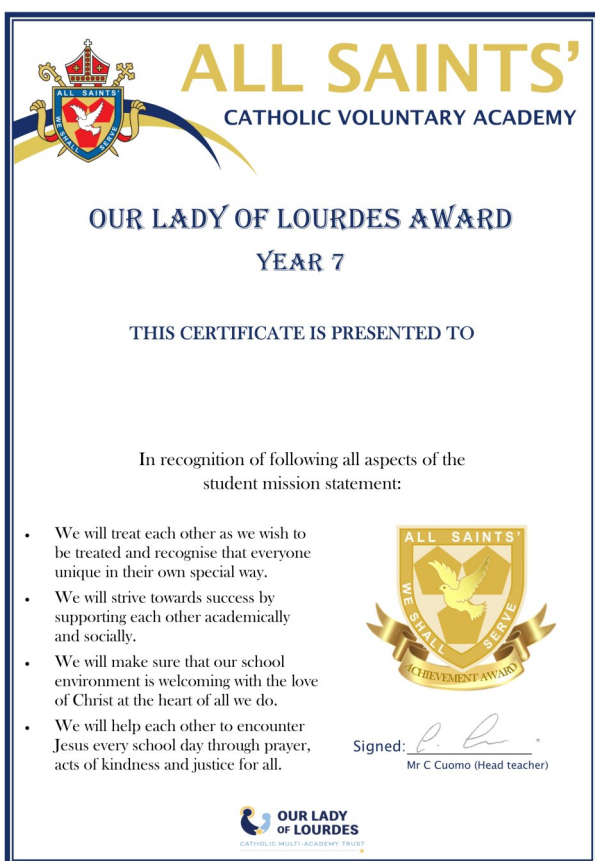 ALL SAINTS'
CATHOLIC VOLUNTARY ACADEMY
ALL SAINTS'
WE SHALL SERVE
OUR LADY OF LOURDES AWARD
YEAR 7
THIS CERTIFICATE IS PRESENTED TO
In recognition of following all aspects of the
student mission statement:
• We will treat each other as we wish to
be treated and recognise that everyone
unique in their own special way.
• We will strive towards success by
supporting each other academically
and socially.
• We will make sure that our school
environment is welcoming with the love
of Christ at the heart of all we do.
• We will help each other to encounter
Jesus every school day through prayer,
acts of kindness and justice for all.
ALL SAINTS'
WE SHALL SERVE
ACHIEVEMENT AWARD
Signed:
Mr C Cuomo (Head teacher)
OUR LADY
OF LOURDES
CATHOLIC MULTI-ACADEMY TRUST